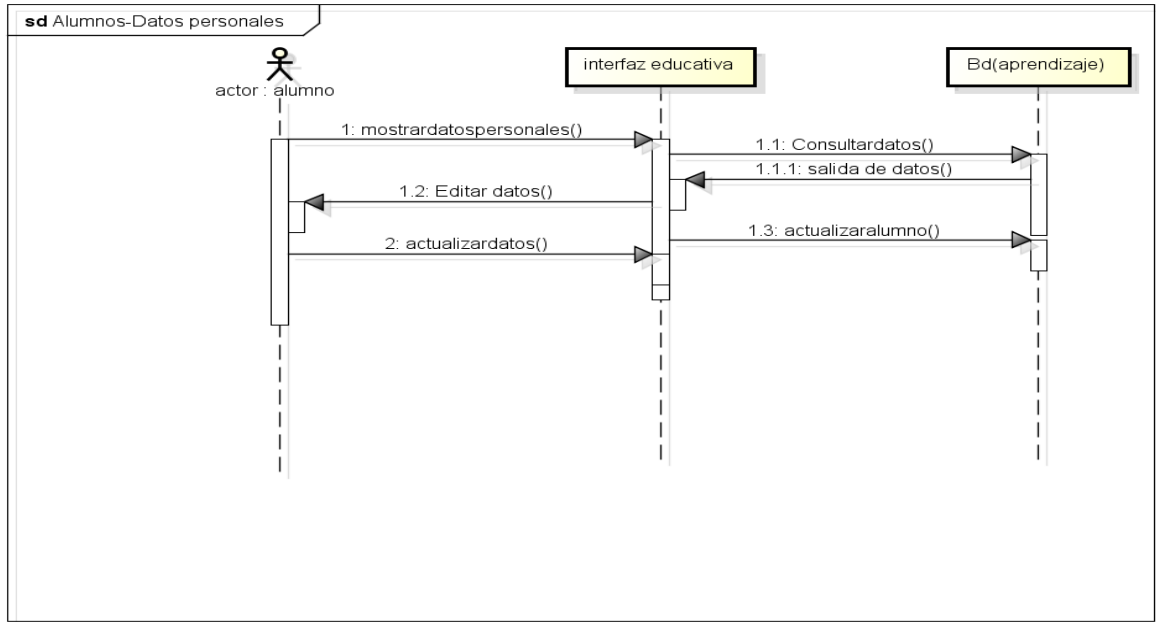 sd Alumnos-Datos personales
actor : alumno
interfaz educativa
Bd(aprendizaje)
1: mostrardatospersonales()
1.1: Consultardatos()
1.1.1: salida de datos()
1.2: Editar datos()
1.3: actualizaralumno()
2: actualizardatos()